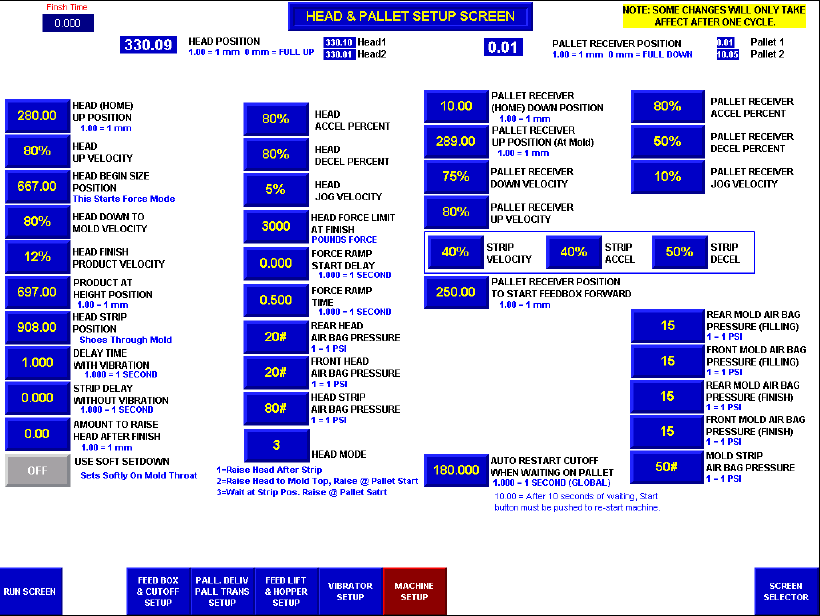 Finsh Time
0.000
HEAD & PALLET SETUP SCREEN
NOTE: SOME CHANGES WILL ONLY TAKE
AFFECT AFTER ONE CYCLE.
330.09
HEAD POSITION
1.00 = 1 mm 0 mm = FULL UP
330.10 Head1
330.01 Head2
0.01
PALLET RECEIVER POSITION
1.00 = 1 mm 0 mm = FULL DOWN
0.01 Pallet 1
10.05 Pallet 2
280.00
HEAD (HOME)
UP POSITION
1.00 = 1 mm
80%
HEAD
UP VELOCITY
667.00
HEAD BEGIN SIZE
POSITION
This Starts Force Mode
80%
HEAD DOWN TO
MOLD VELOCITY
12%
HEAD FINISH
PRODUCT VELOCITY
697.00
PRODUCT AT
HEIGHT POSITION
1.00 = 1 mm
908.00
HEAD STRIP
POSITION
Shoes Through Mold
1.000
DELAY TIME
WITH VIBRATION
1.000 = 1 SECOND
0.000
STRIP DELAY
WITHOUT VIBRATION
1.000 = 1 SECOND
0.00
AMOUNT TO RAISE
HEAD AFTER FINISH
1.00 = 1 mm
OFF
USE SOFT SETDOWN
Sets Softly On Mold Throat
80%
HEAD
ACCEL PERCENT
80%
HEAD
DECEL PERCENT
5%
HEAD
JOG VELOCITY
3000
HEAD FORCE LIMIT
AT FINISH
POUNDS FORCE
0.000
FORCE RAMP
START DELAY
1.000 = 1 SECOND
0.500
FORCE RAMP
TIME
1.000 = 1 SECOND
20#
REAR HEAD
AIR BAG PRESSURE
1 = 1 PSI
20#
FRONT HEAD
AIR BAG PRESSURE
1 = 1 PSI
80#
HEAD STRIP
AIR BAG PRESSURE
1 = 1 PSI
3
HEAD MODE
1=Raise Head After Strip
2=Raise Head to Mold Top, Raise @ Pallet Start
3=Wait at Strip Pos. Raise @ Pallet Satrt
10.00
PALLET RECEIVER
(HOME) DOWN POSITION
1.00 = 1 mm
289.00
PALLET RECEIVER
UP POSITION (At Mold)
1.00 = 1 mm
75%
PALLET RECEIVER
DOWN VELOCITY
80%
PALLET RECEIVER
UP VELOCITY
80%
PALLET RECEIVER
ACCEL PERCENT
50%
PALLET RECEIVER
DECEL PERCENT
10%
PALLET RECEIVER
JOG VELOCITY
40%
STRIP
VELOCITY
40%
STRIP
ACCEL
50%
STRIP
DECEL
250.00
PALLET RECEIVER POSITION
TO START FEEDBOX FORWARD
1.00 = 1 mm
15
REAR MOLD AIR BAG
PRESSURE (FILLING)
1 = 1 PSI
15
FRONT MOLD AIR BAG
PRESSURE (FILLING)
1 = 1 PSI
15
REAR MOLD AIR BAG
PRESSURE (FINISH)
1 = 1 PSI
15
FRONT MOLD AIR BAG
PRESSURE (FINISH)
1 = 1 PSI
50#
MOLD STRIP
AIR BAG PRESSURE
1 = 1 PSI
180.000
AUTO RESTART CUTOFF
WHEN WAITING ON PALLET
1.000 = 1 SECOND (GLOBAL)
10.00 = After 10 seconds of waiting, Start
button must be pushed to re-start machine.
RUN SCREEN
FEED BOX
& CUTOFF
SETUP
PALL. DELIV
PALL TRANS
SETUP
FEED LIFT
& HOPPER
SETUP
VIBRATOR
SETUP
MACHINE
SETUP
SCREEN
SELECTOR